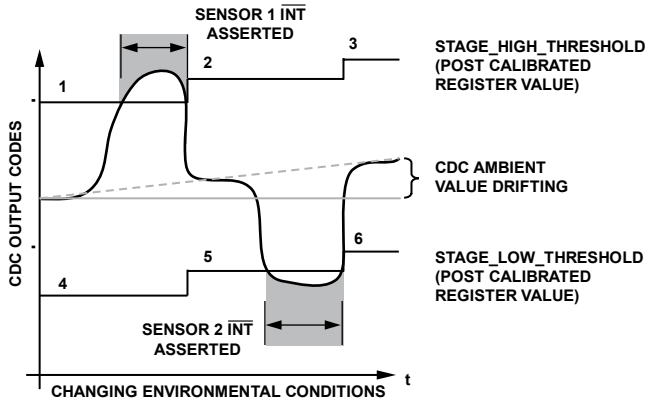 SENSOR 1 INT
ASSERTED
1
2
3
STAGE_HIGH_THRESHOLD
(POST CALIBRATED
REGISTER VALUE)
CDC OUTPUT CODES
CDC AMBIENT
VALUE DRIFTING
4
5
6
STAGE_LOW_THRESHOLD
(POST CALIBRATED
REGISTER VALUE)
SENSOR 2 INT
ASSERTED
t
CHANGING ENVIRONMENTAL CONDITIONS